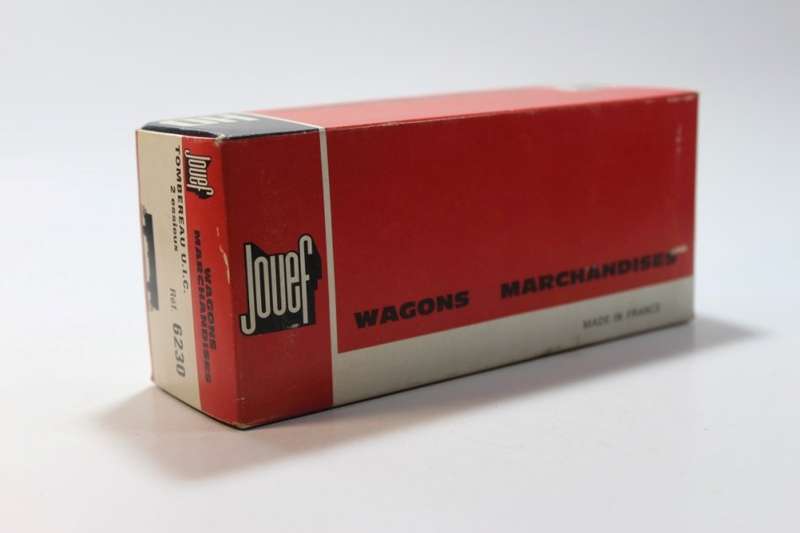 Jouef
TOMBEREAU U.I.C.
2 essieux
Réf. 6230
WAGONS
MARCHANDISES
Jouef
WAGONS MARCHANDISES
MADE IN FRANCE